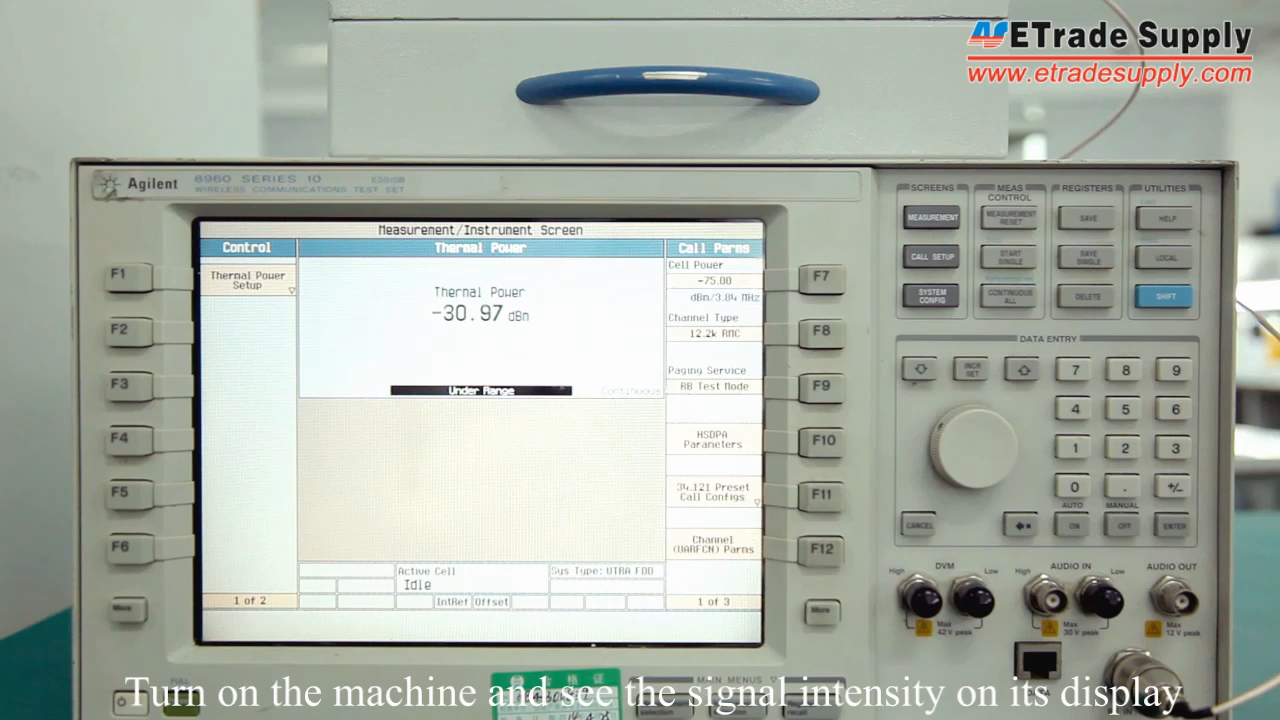 ETrade Supply
www.etradesupply.com
Agilent
8960 SERIES 10
E5515B
WIRELESS COMMUNICATIONS TEST SET
Measurement/Instrument Screen
Control
Thermal Power
Call Parms
Thermal Power
Setup
Thermal Power
-30.97 dBm
Under Range
Continuous
Cell Power
-75.00
dBm/3.84 MHz
Channel Type
12.2k RMC
Paging Service
RB Test Mode
HSDPA
Parameters
34.121 Preset
Call Configs
Channel
(UARFCN) Parms
Active Cell
Idle
Sys Type: UTRA FDD
IntRef Offset
1 of 2
1 of 3
F1
F2
F3
F4
F5
F6
More
F7
F8
F9
F10
F11
F12
More
SCREENS
MEAS
CONTROL
REGISTERS
UTILITIES
MEASUREMENT
MEASUREMENT
RESET
SAVE
HELP
CALL SETUP
START
SINGLE
SAVE
SINGLE
LOCAL
SYSTEM
CONFIG
CONTINUOUS
ALL
DELETE
SHIFT
DATA ENTRY
INCR
SET
7 8 9
4 5 6
1 2 3
0 . +/-
AUTO
MANUAL
CANCEL
ON
OFF
ENTER
High
DVM
Low
High
AUDIO IN
Low
AUDIO OUT
Max
42 V peak
Max
30 V peak
Max
12 V peak
PULL
合格证
MAIN MENUS
Turn on the machine and see the signal intensity on its display